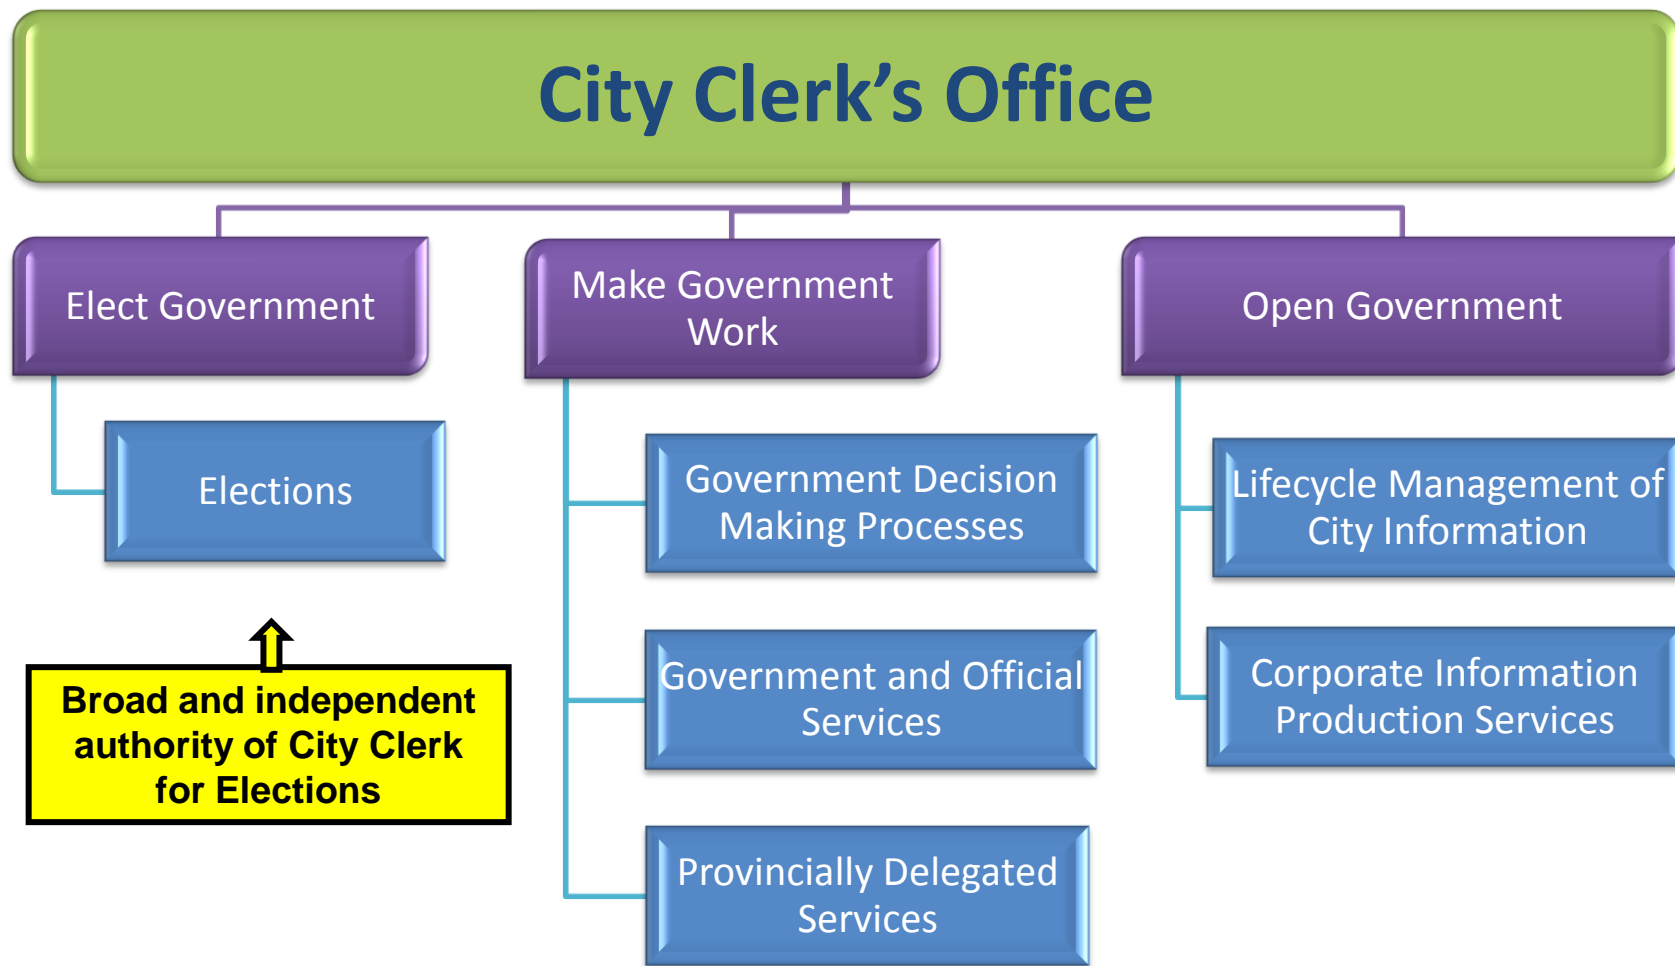 City Clerk’s Office
Elect Government
Make Government
Work
Open Government
Elections
Government Decision
Making Processes
Lifecycle Management of
City Information
Broad and independent
authority of City Clerk
for Elections
Government and Official
Services
Corporate Information
Production Services
Provincially Delegated
Services